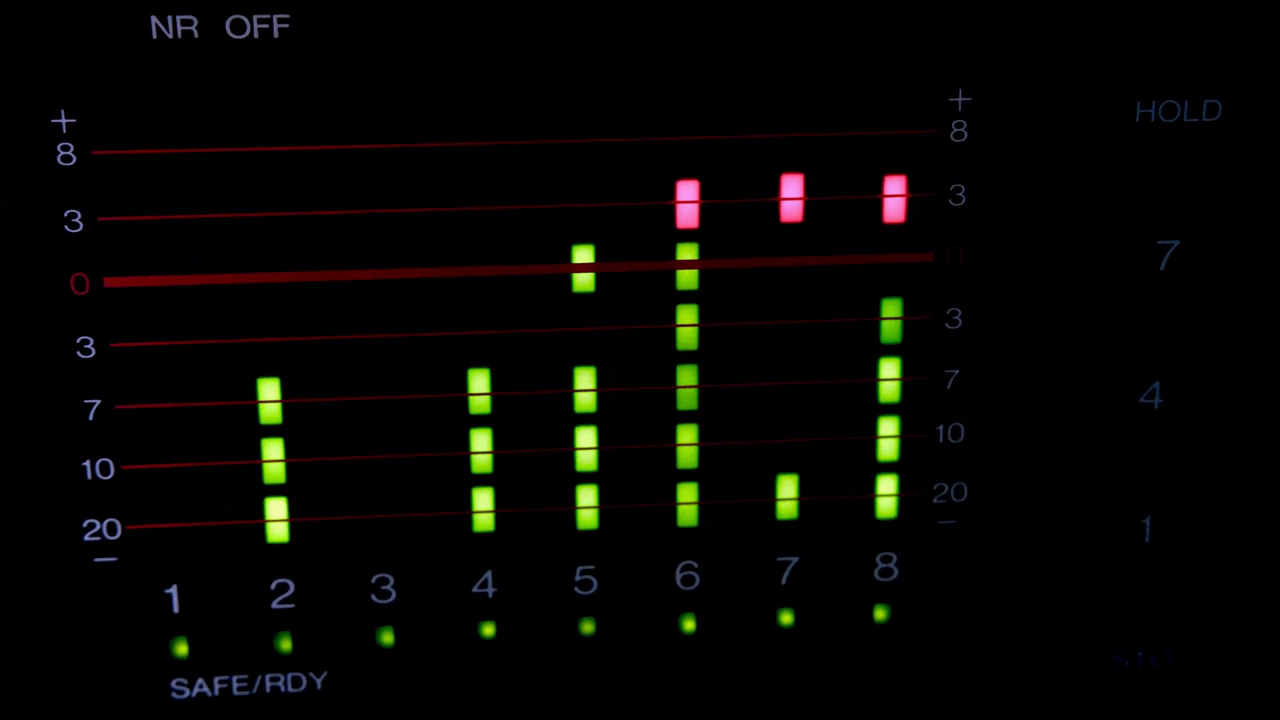 NR OFF
+ +
8 8 HOLD
3 3
0 0 7
3 3
7 7 4
10 10
20 20 1
— —
1 2 3 4 5 6 7 8
SAFE/RDY